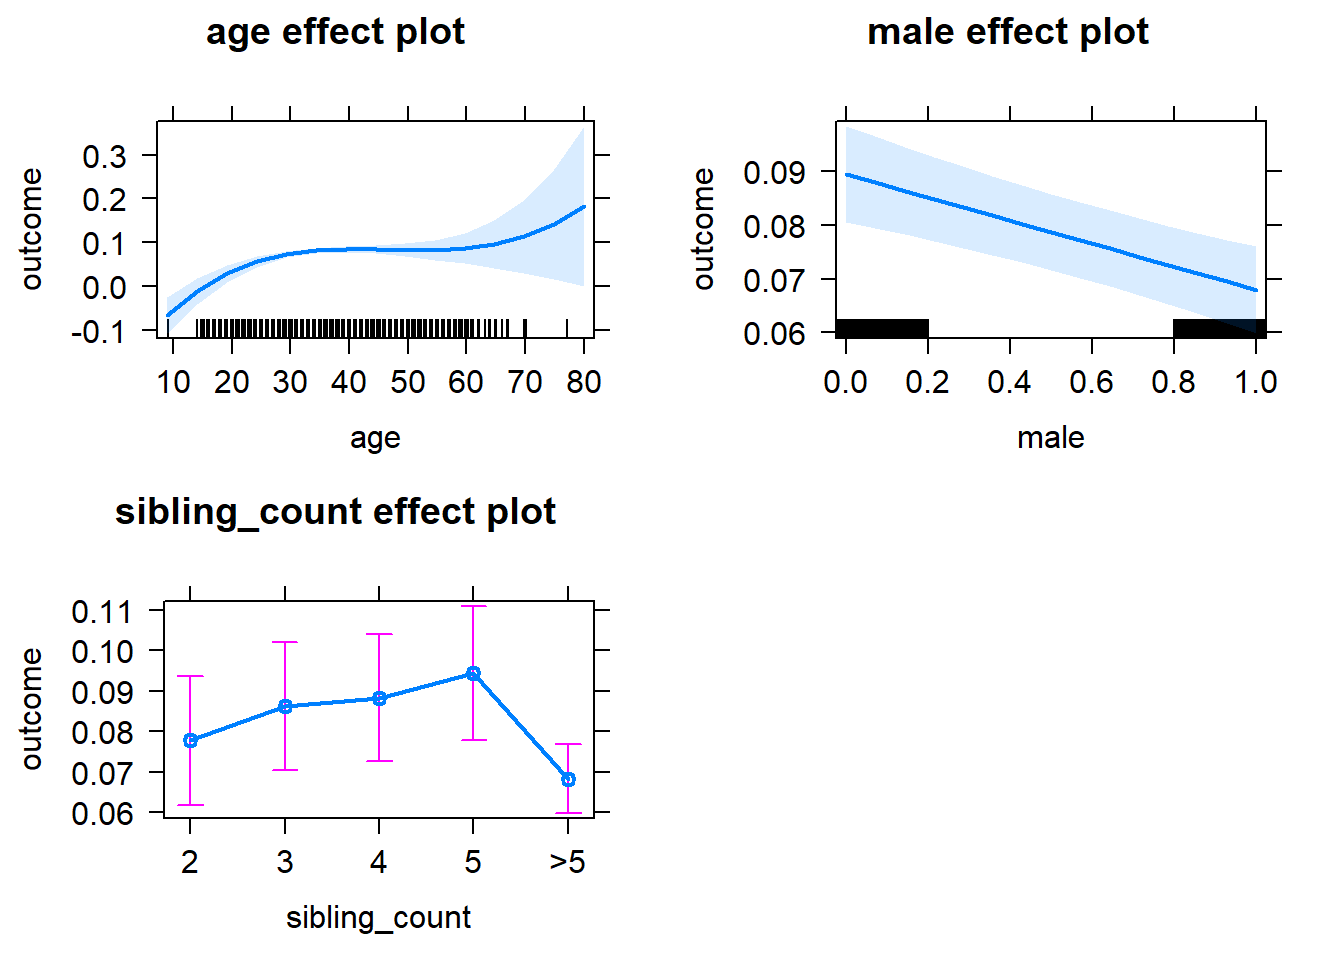 age effect plot
outcome
0.3
0.2
0.1
0.0
-0.1
10 20 30 40 50 60 70 80
age
male effect plot
outcome
0.09
0.08
0.07
0.06
0.0 0.2 0.4 0.6 0.8 1.0
male
sibling_count effect plot
outcome
0.11
0.10
0.09
0.08
0.07
0.06
2 3 4 5 >5
sibling_count